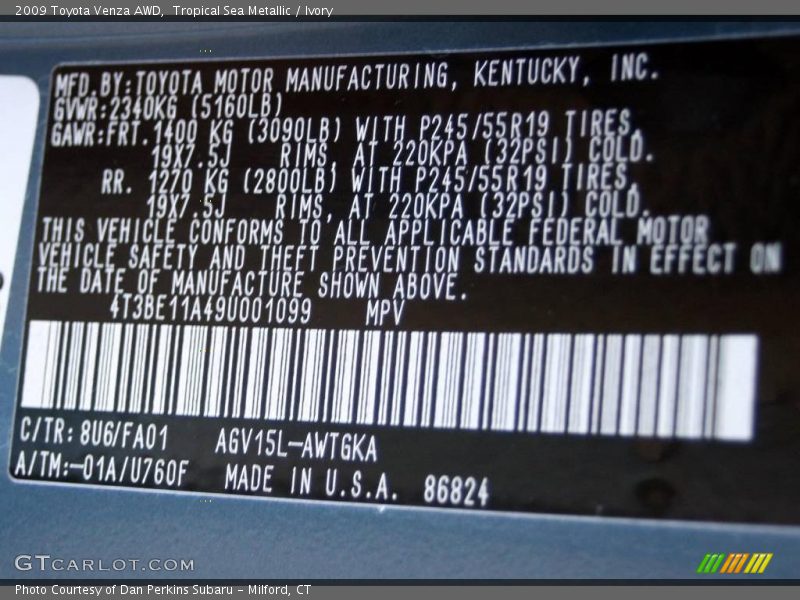 2009 Toyota Venza AWD,  Tropical Sea Metallic / Ivory
MFD.BY:TOYOTA MOTOR MANUFACTURING, KENTUCKY, INC.
GVWR:2340KG (5160LB)
GAWR:FRT.1400 KG (3090LB) WITH P245/55R19 TIRES,
19X7.5J RIMS, AT 220KPA (32PSI) COLD.
RR. 1270 KG (2800LB) WITH P245/55R19 TIRES,
19X7.5J RIMS, AT 220KPA (32PSI) COLD.
THIS VEHICLE CONFORMS TO ALL APPLICABLE FEDERAL MOTOR
VEHICLE SAFETY AND THEFT PREVENTION STANDARDS IN EFFECT ON
THE DATE OF MANUFACTURE SHOWN ABOVE.
4T3BE11A49U001099 MPV
C/TR: 8U6/FA01 AGV15L-AWTGKA
A/TM:-01A/U760F MADE IN U.S.A. 86824
GTCARLOT.COM
Photo Courtesy of Dan Perkins Subaru - Milford, CT